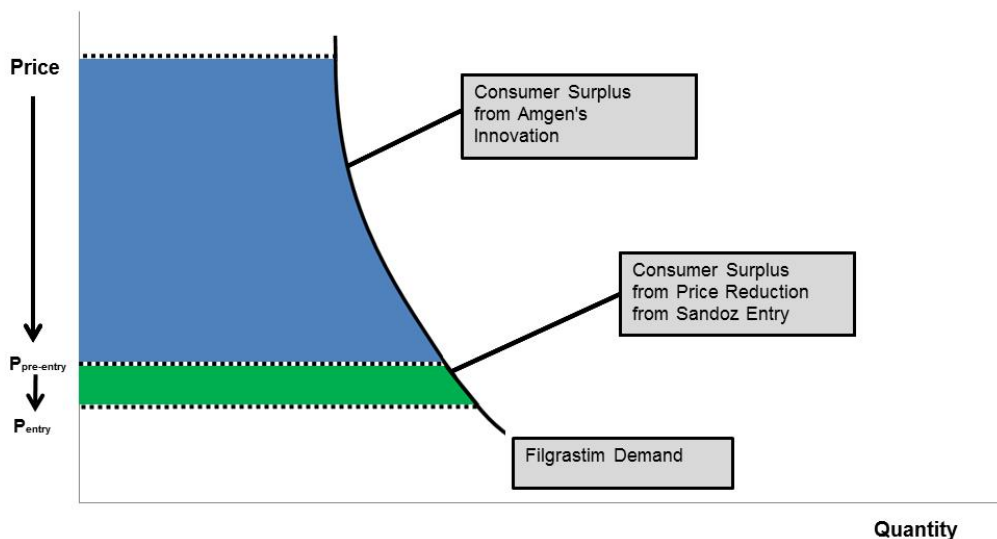 Price
Consumer Surplus
from Amgen's
Innovation
Consumer Surplus
from Price Reduction
from Sandoz Entry
Ppre-entry
Pentry
Filgrastim Demand
Quantity